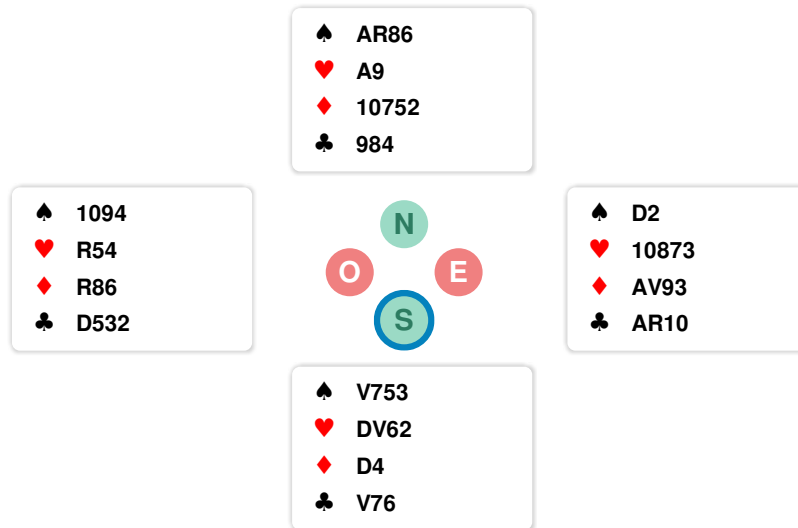 ♠ AR86
♥ A9
♦ 10752
♣ 984
♠ 1094
♥ R54
♦ R86
♣ D532
N
O E
S
♠ D2
♥ 10873
♦ AV93
♣ AR10
♠ V753
♥ DV62
♦ D4
♣ V76